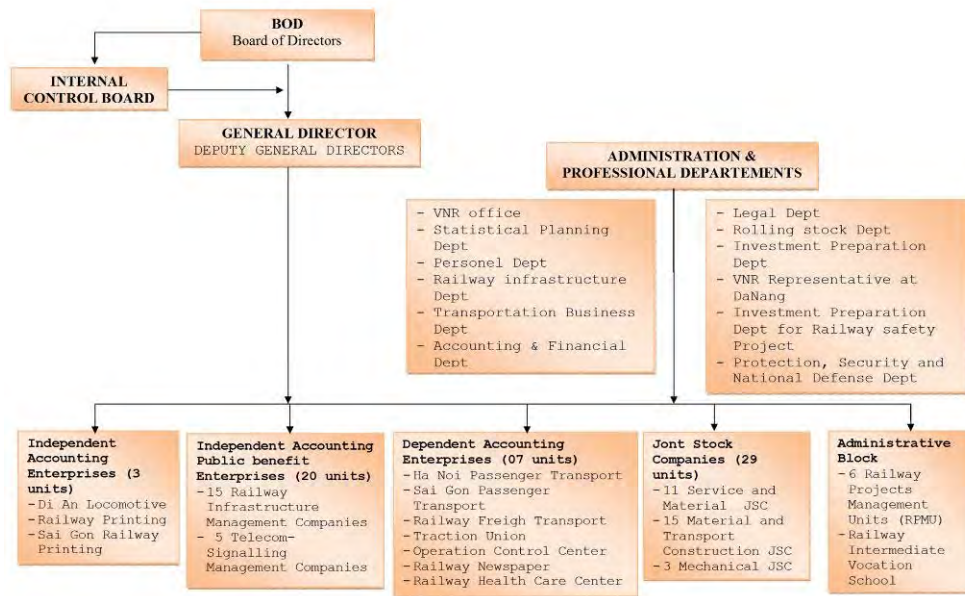 BOD
Board of Directors
INTERNAL
CONTROL BOARD
GENERAL DIRECTOR
DEPUTY GENERAL DIRECTORS
ADMINISTRATION &
PROFESSIONAL DEPARTEMENTS
- VNR office
- Statistical Planning
Dept
- Personel Dept
- Railway infrastructure
Dept
- Transportation Business
Dept
- Accounting & Financial
Dept
- Legal Dept
- Rolling stock Dept
- Investment Preparation
Dept
- VNR Representative at
DaNang
- Investment Preparation
Dept for Railway safety
Project
- Protection, Security and
National Defense Dept
Independent
Accounting
Enterprises (3
units)
- Di An Locomotive
- Railway Printing
- Sai Gon Railway
Printing
Independent Accounting
Public benefit
Enterprises (20 units)
- 15 Railway
Infrastructure
Management Companies
- 5 Telecom-
Signalling
Management Companies
Dependent Accounting
Enterprises (07 units)
- Ha Noi Passenger Transport
- Sai Gon Passenger
Transport
- Railway Freigh Transport
- Traction Union
- Operation Control Center
- Railway Newspaper
- Railway Health Care Center
Jont Stock
Companies (29
units)
- 11 Service and
Material JSC
- 15 Material and
Transport
Construction JSC
- 3 Mechanical JSC
Administrative
Block
- 6 Railway
Projects
Management
Units (RPMU)
- Railway
Intermediate
Vocation
School